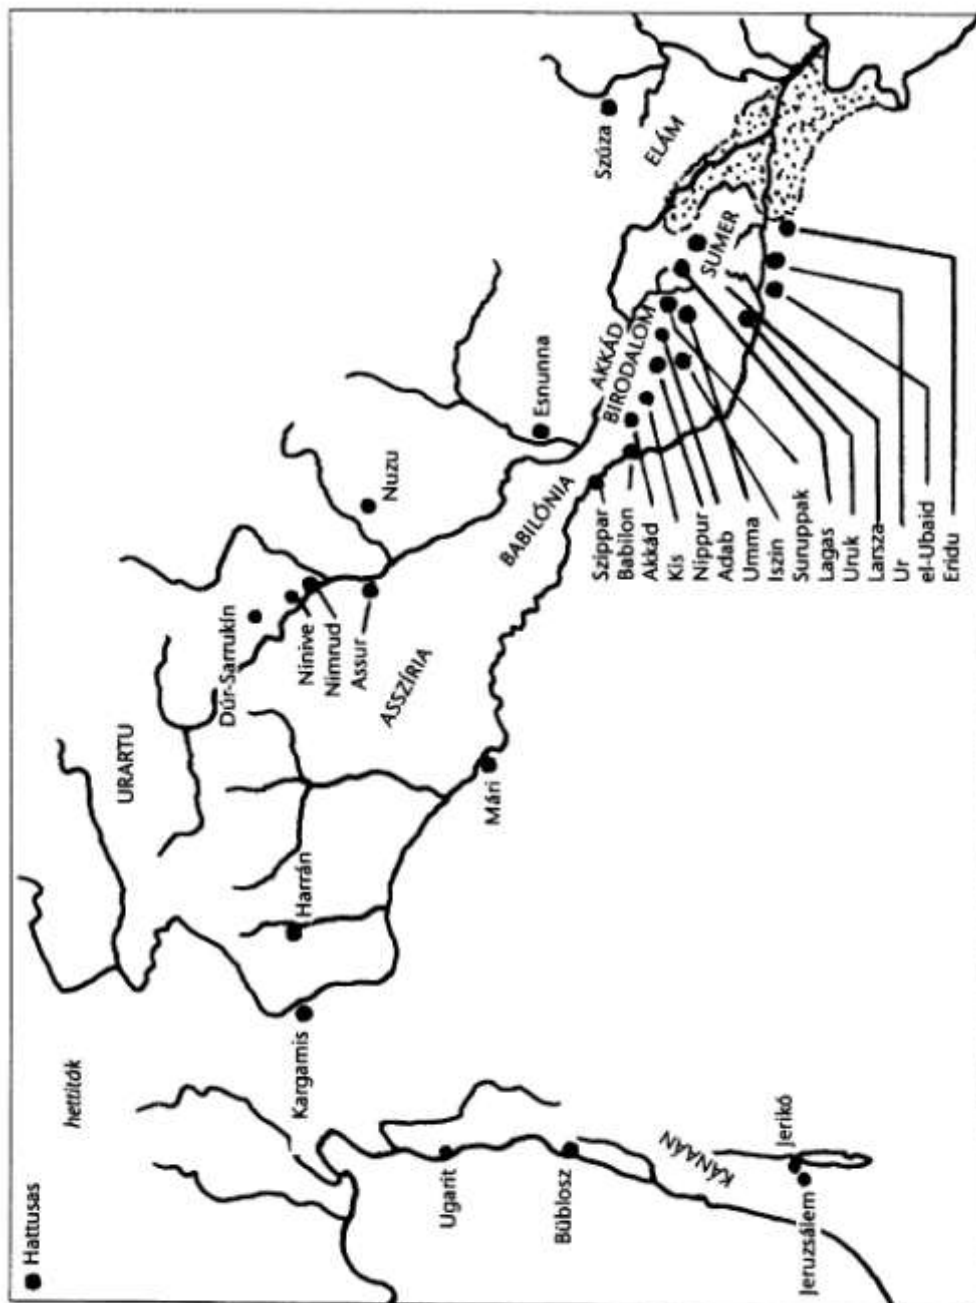 Hattusas
hettiták
URARTU
Kargamis
Harrán
Dúr-Sarrukín
Ninive
Nimrud
Assur
Nuzu
ASSZÍRIA
Ugarit
Büblosz
Mári
Esnunna
BABILÓNIA
AKKÁD
BIRODALOM
Szúza
ELÁM
SUMER
KÁNAÁN
Jerikó
Jeruzsálem
Szippar
Babilon
Akkád
Kis
Nippur
Adab
Umma
Iszin
Suruppak
Lagas
Uruk
Larsza
Ur
el-Ubaid
Eridu